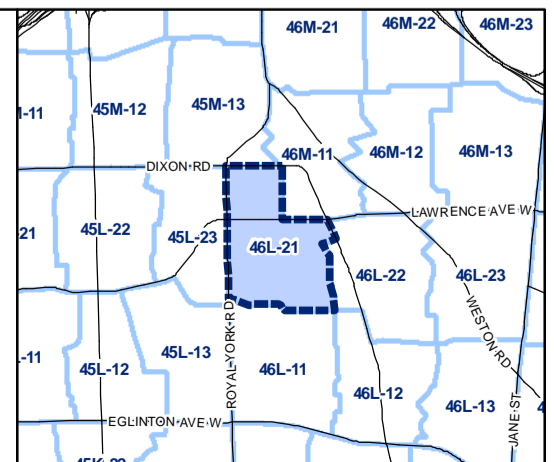 46M-21
46M-22
46M-23
I-11
45M-12
45M-13
46M-11
46M-12
46M-13
DIXON RD
LAWRENCE AVE W
21
45L-22
45L-23
46L-21
46L-22
46L-23
WESTON RD
ROYAL YORK RD
-11
45L-12
45L-13
46L-11
46L-12
46L-13
JANE ST
4
EGLINTON AVE W